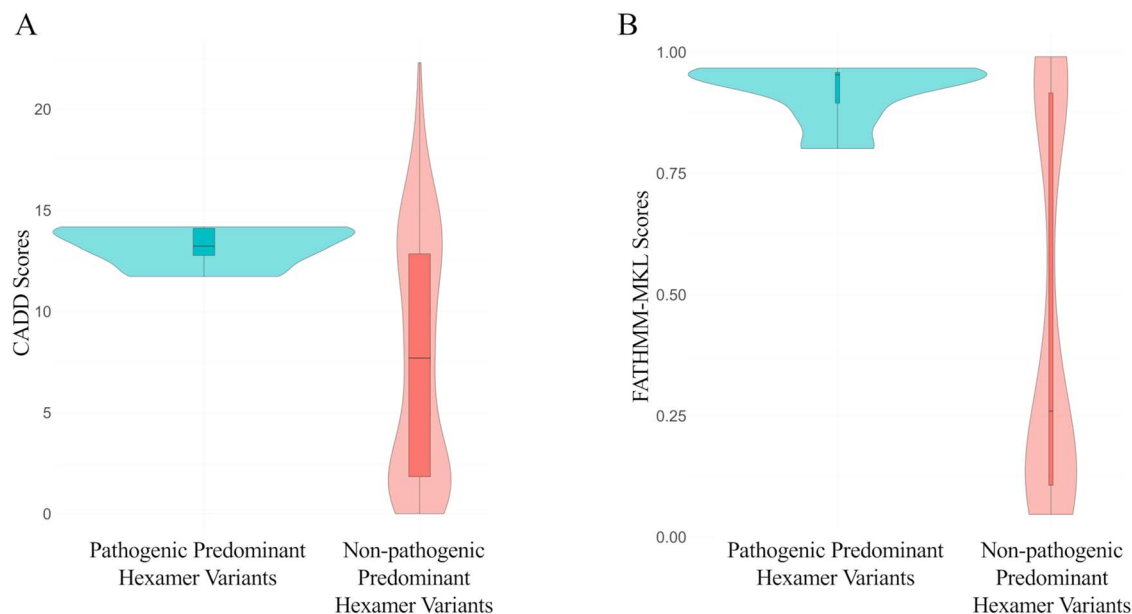 A
CADD Scores
20
15
10
5
0
Pathogenic Predominant
Hexamer Variants
Non-pathogenic
Predominant
Hexamer Variants
B
FATHMM-MKL Scores
1.00
0.75
0.50
0.25
0.00
Pathogenic Predominant
Hexamer Variants
Non-pathogenic
Predominant
Hexamer Variants